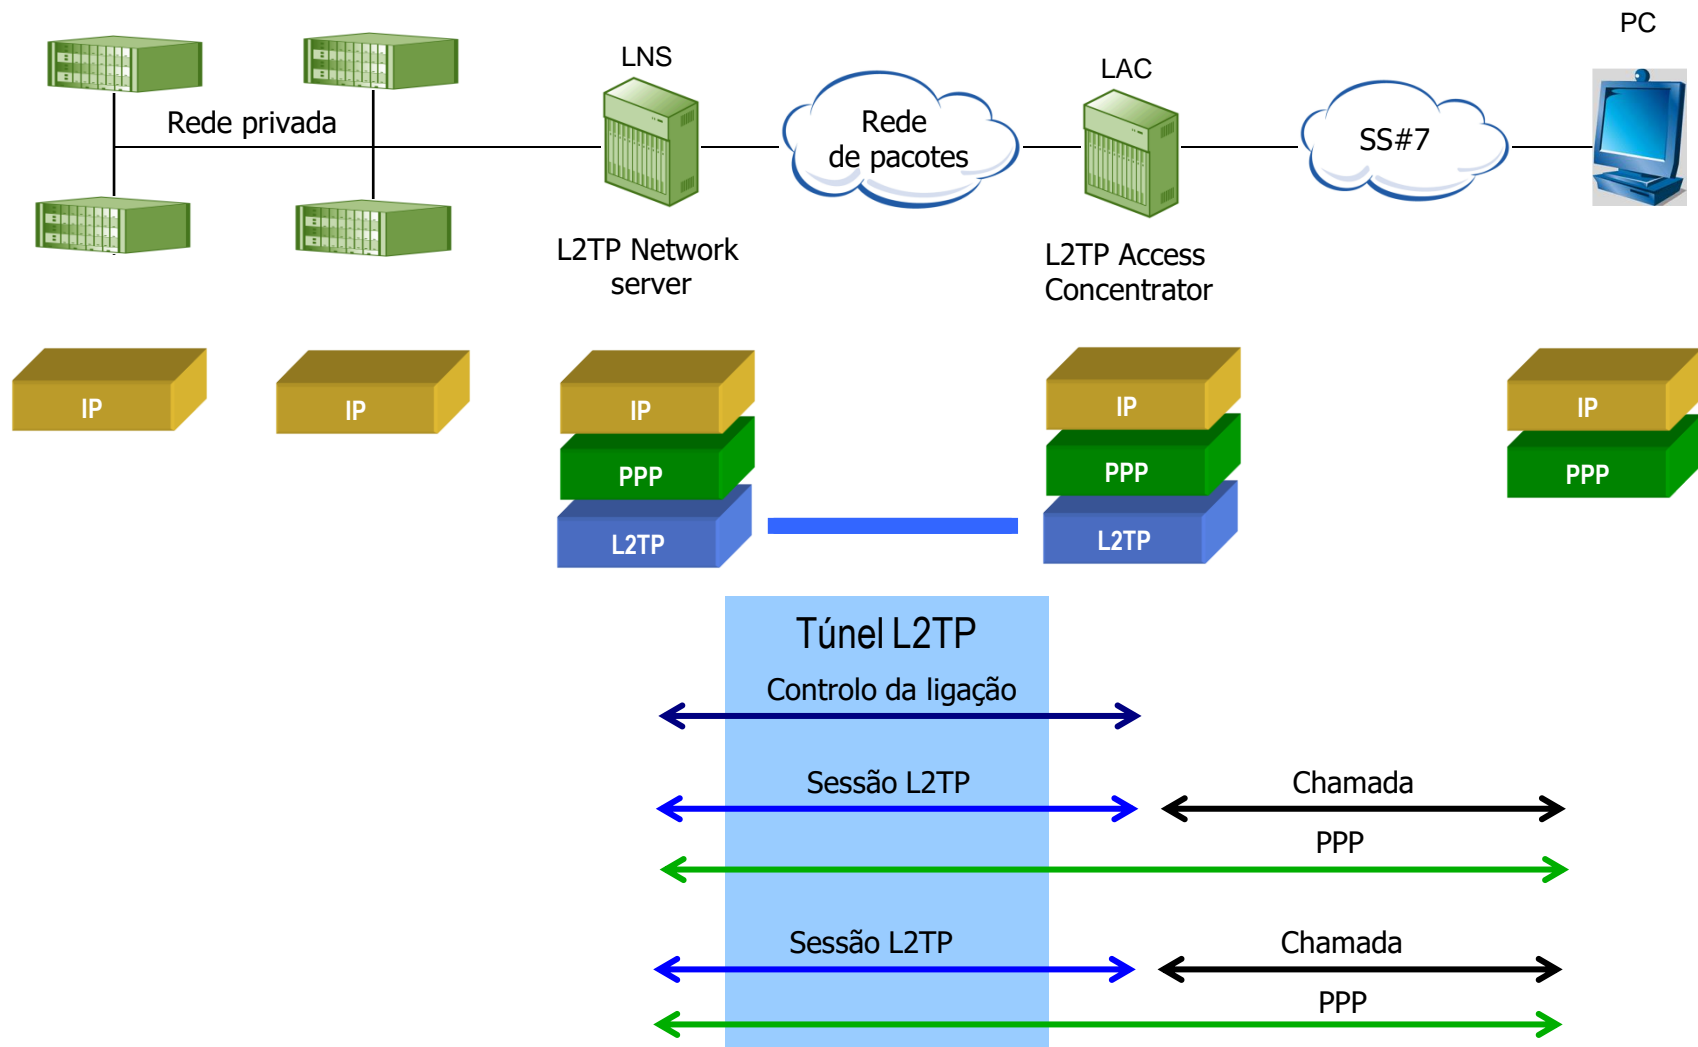 PC
LNS
LAC
Rede privada
Rede
de pacotes
SS#7
L2TP Network
server
L2TP Access
Concentrator
IP
IP
IP
PPP
L2TP
IP
PPP
L2TP
IP
PPP
Túnel L2TP
Controlo da ligação
Sessão L2TP
Chamada
PPP
Sessão L2TP
Chamada
PPP